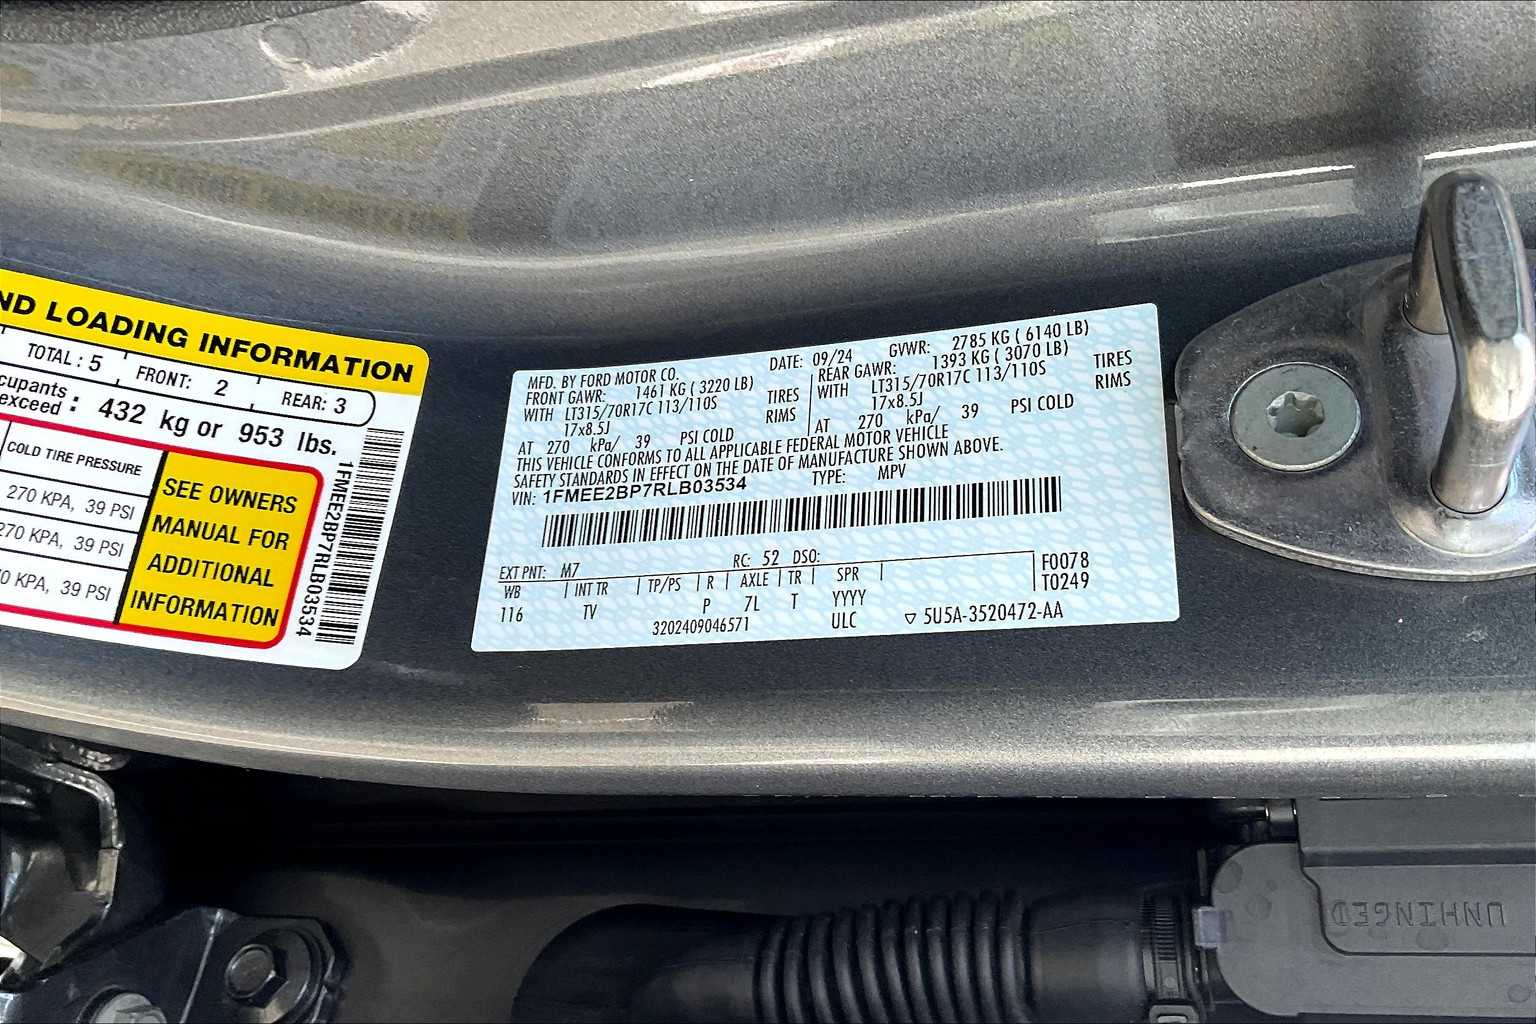 ND LOADING INFORMATION
TOTAL : 5 FRONT: 2 REAR: 3
cupants
exceed : 432 kg or 953 lbs.
COLD TIRE PRESSURE
270 KPA, 39 PSI
270 KPA, 39 PSI
0 KPA, 39 PSI
SEE OWNERS
MANUAL FOR
ADDITIONAL
INFORMATION
1FMEE2BP7RLB03534
MFD. BY FORD MOTOR CO. DATE: 09/24 GVWR: 2785 KG ( 6140 LB)
FRONT GAWR: 1461 KG ( 3220 LB) REAR GAWR: 1393 KG ( 3070 LB)
WITH LT315/70R17C 113/110S TIRES WITH LT315/70R17C 113/110S TIRES
17x8.5J RIMS 17x8.5J RIMS
AT 270 kPa/ 39 PSI COLD AT 270 kPa/ 39 PSI COLD
THIS VEHICLE CONFORMS TO ALL APPLICABLE FEDERAL MOTOR VEHICLE
SAFETY STANDARDS IN EFFECT ON THE DATE OF MANUFACTURE SHOWN ABOVE.
VIN: 1FMEE2BP7RLB03534 TYPE: MPV
EXT PNT: M7 RC: 52 DSO:
WB INT TR TP/PS R AXLE TR SPR F0078
116 TV P 7L T YYYY T0249
3202409046571 ULC 5U5A-3520472-AA
UNHINGED